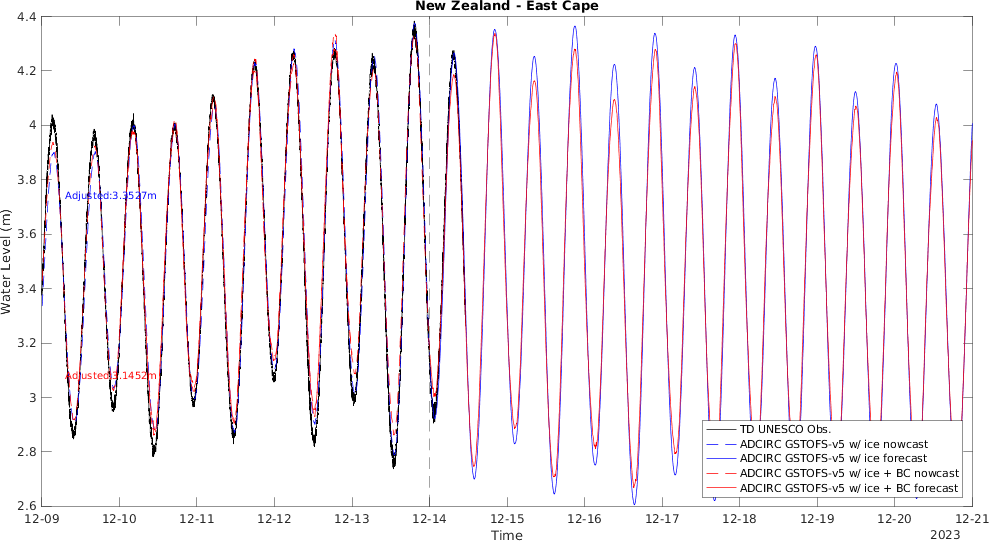 New Zealand - East Cape
Water Level (m)
4.4
4.2
4
3.8
3.6
3.4
3.2
3
2.8
2.6
Adjusted:3.3527m
Adjusted:3.1452m
TD UNESCO Obs.
ADCIRC GSTOFS-v5 w/ ice nowcast
ADCIRC GSTOFS-v5 w/ ice forecast
ADCIRC GSTOFS-v5 w/ ice + BC nowcast
ADCIRC GSTOFS-v5 w/ ice + BC forecast
12-09 12-10 12-11 12-12 12-13 12-14 12-15 12-16 12-17 12-18 12-19 12-20 12-21
Time
2023